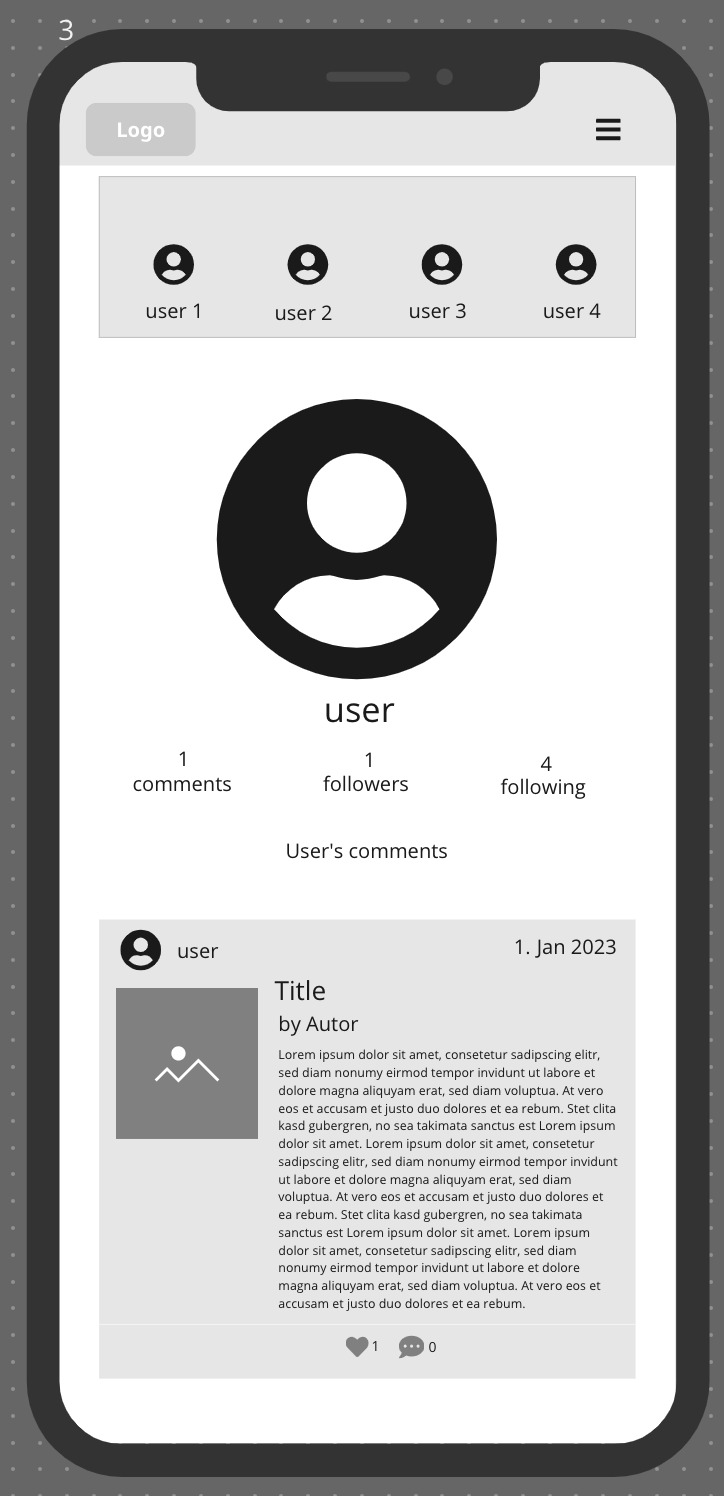 3
Logo
user 1
user 2
user 3
user 4
user
1
comments
1
followers
4
following
User's comments
user
1. Jan 2023
Title
by Autor
Lorem ipsum dolor sit amet, consetetur sadipscing elitr,
sed diam nonumy eirmod tempor invidunt ut labore et
dolore magna aliquyam erat, sed diam voluptua. At vero
eos et accusam et justo duo dolores et ea rebum. Stet clita
kasd gubergren, no sea takimata sanctus est Lorem ipsum
dolor sit amet. Lorem ipsum dolor sit amet, consetetur
sadipscing elitr, sed diam nonumy eirmod tempor invidunt
ut labore et dolore magna aliquyam erat, sed diam
voluptua. At vero eos et accusam et justo duo dolores et
ea rebum. Stet clita kasd gubergren, no sea takimata
sanctus est Lorem ipsum dolor sit amet. Lorem ipsum
dolor sit amet, consetetur sadipscing elitr, sed diam
nonumy eirmod tempor invidunt ut labore et dolore
magna aliquyam erat, sed diam voluptua. At vero eos et
accusam et justo duo dolores et ea rebum.
1
0